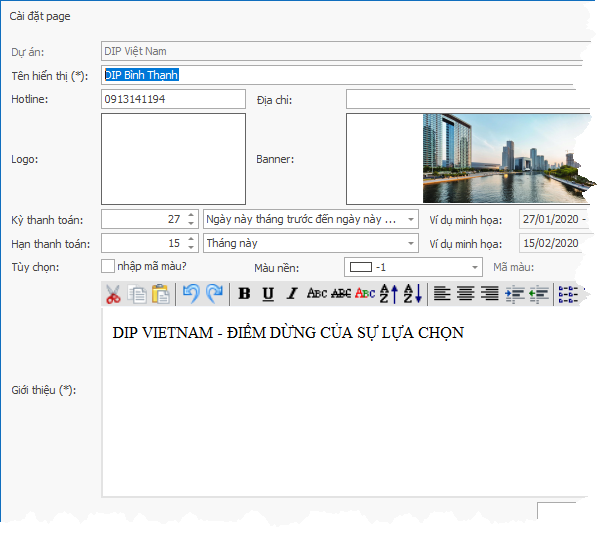 Cài đặt page
Dự án: DIP Việt Nam
Tên hiển thị (*): DIP Bình Thạnh
Hotline: 0913141194 Địa chỉ:
Logo: Banner:
Kỳ thanh toán: 27 Ngày này tháng trước đến ngày này ... Ví dụ minh họa: 27/01/2020 -
Hạn thanh toán: 15 Tháng này Ví dụ minh họa: 15/02/2020
Tùy chọn: nhập mã màu? Màu nền: -1 Mã màu:
B U I ABC ABC ABC A Z A Z
DIP VIETNAM - ĐIỂM DỪNG CỦA SỰ LỰA CHỌN
Giới thiệu (*):